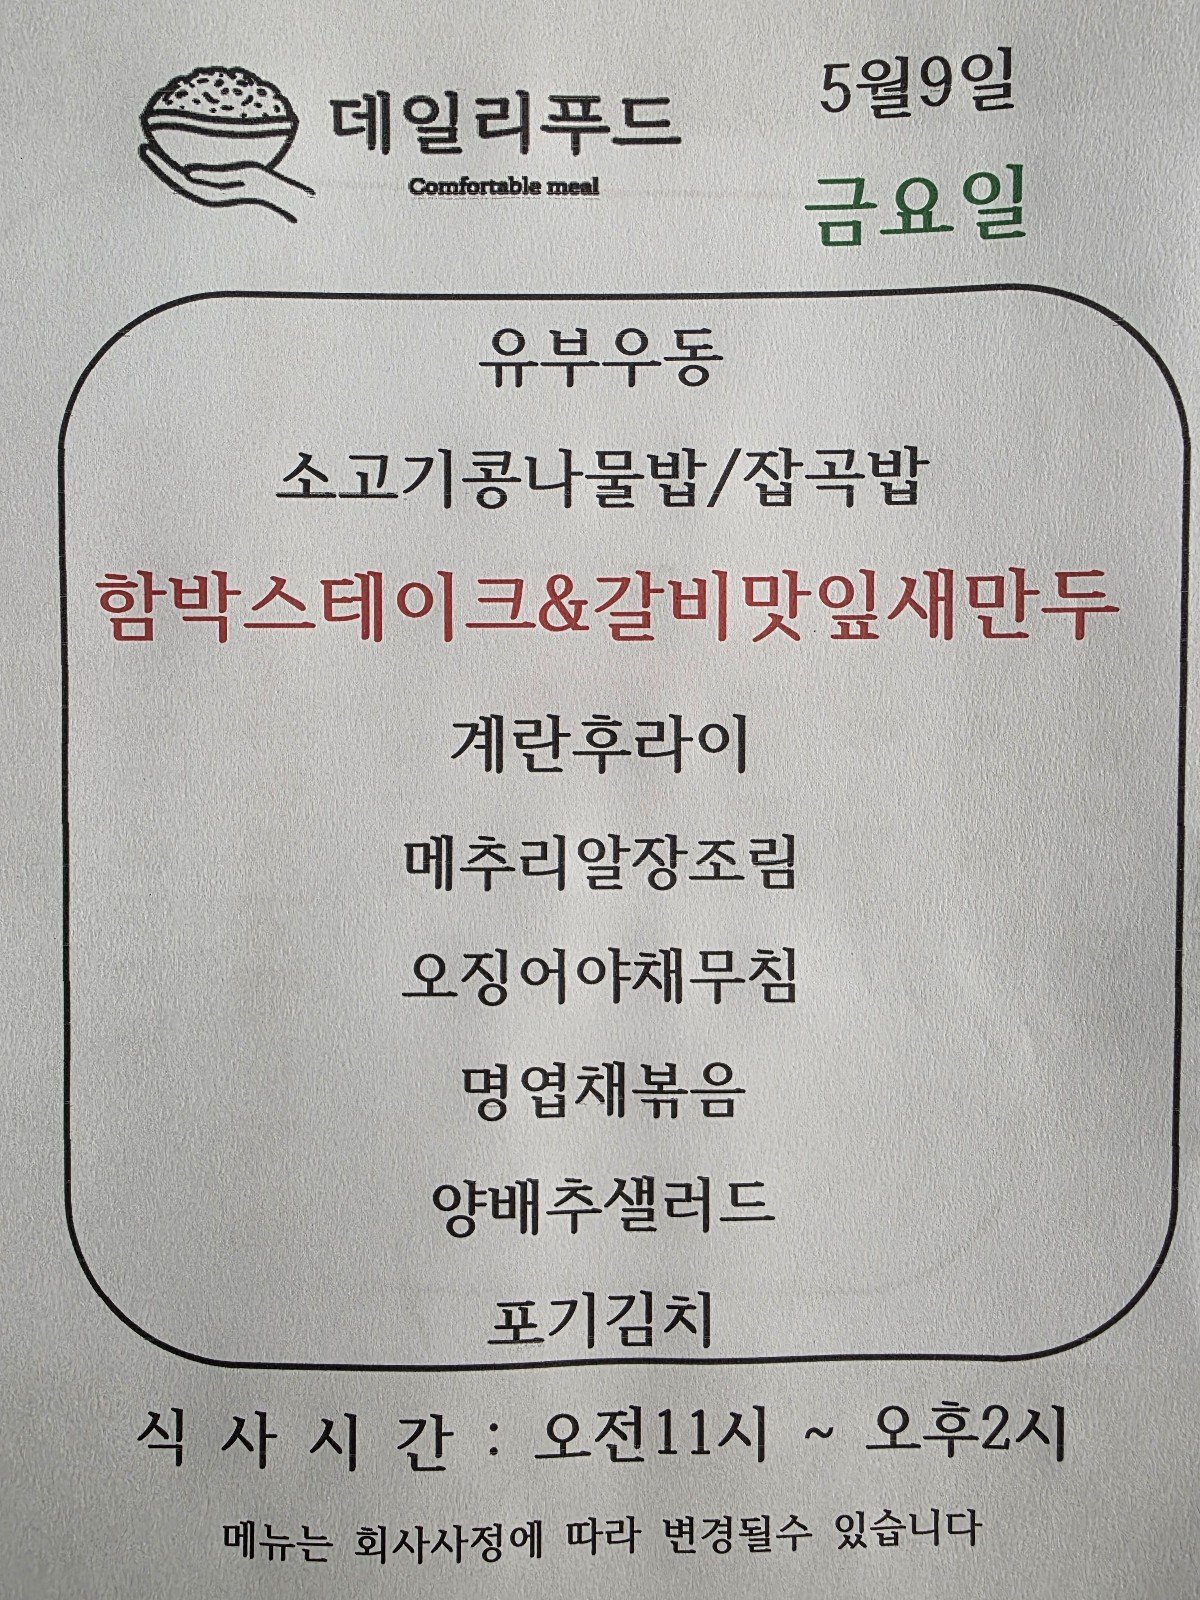 데일리푸드
Comfortable meal
5월9일
금요일
유부우동
소고기콩나물밥/잡곡밥
함박스테이크&갈비맛잎새만두
계란후라이
메추리알장조림
오징어야채무침
명엽채볶음
양배추샐러드
포기김치
식 사 시 간 : 오전11시 ~ 오후2시
메뉴는 회사사정에 따라 변경될수 있습니다